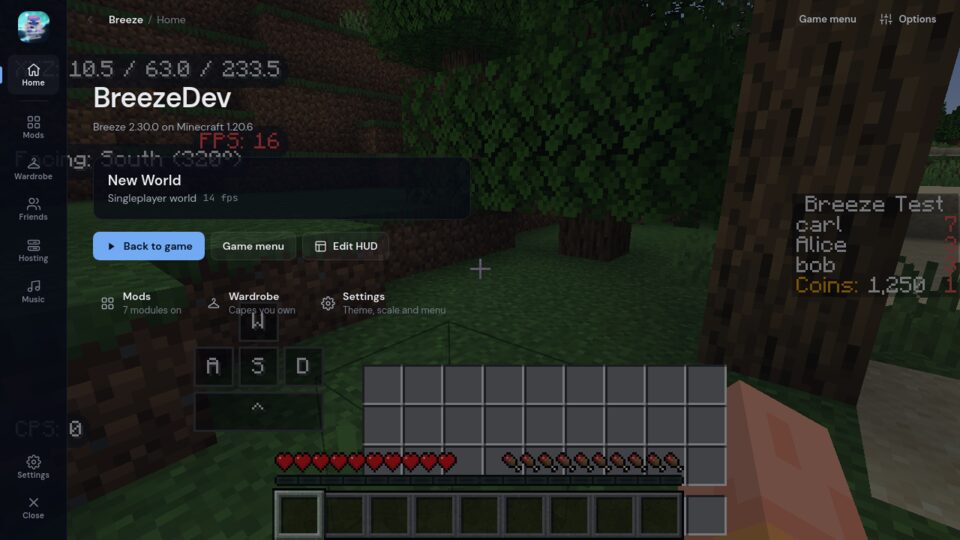 Breeze / Home
Game menu
Options
XYZ: 10.5 / 63.0 / 233.5
Home
BreezeDev
Breeze 2.30.0 on Minecraft 1.20.6
Mods
FPS: 16
Facing: South (320°)
Wardrobe
New World
Singleplayer world 14 fps
Friends
Breeze Test
carl 7
Alice
bob
Coins: 1,250 1
Back to game
Game menu
Edit HUD
Hosting
Music
Mods
7 modules on
Wardrobe
Capes you own
Settings
Theme, scale and menu
W
A S D
^
CPS: 0
Settings
Close